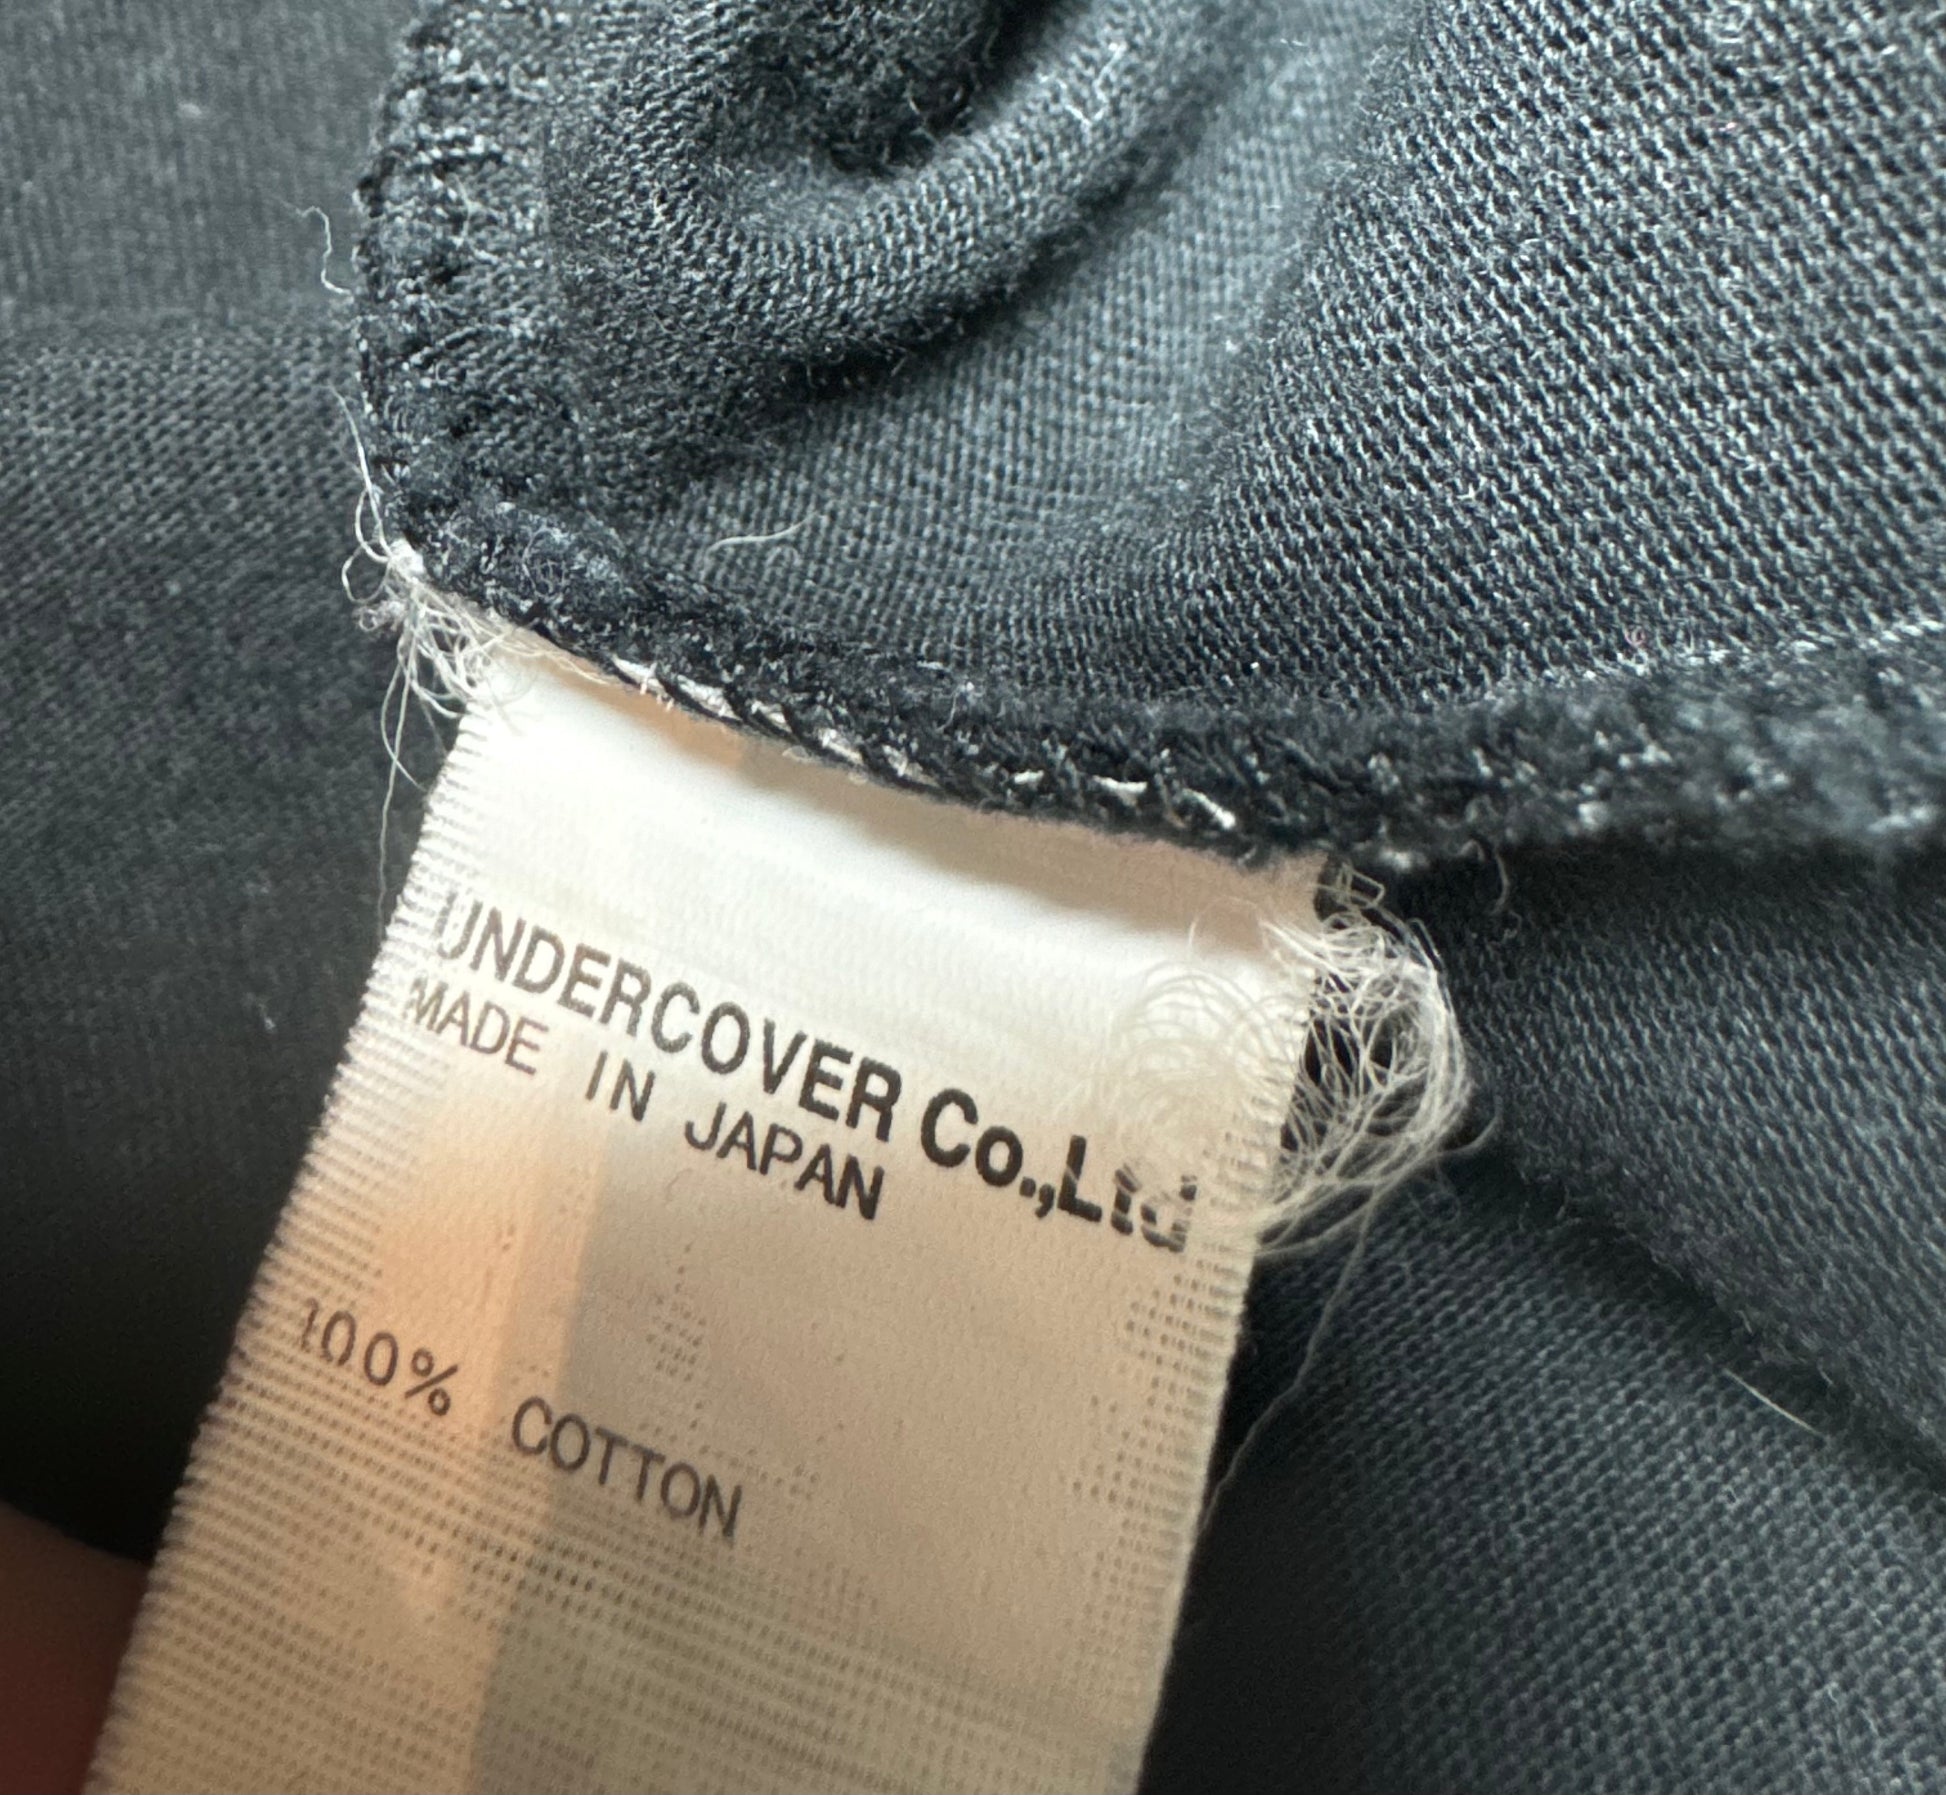 UNDERCOVER Co.,Ltd
MADE IN JAPAN
100% COTTON